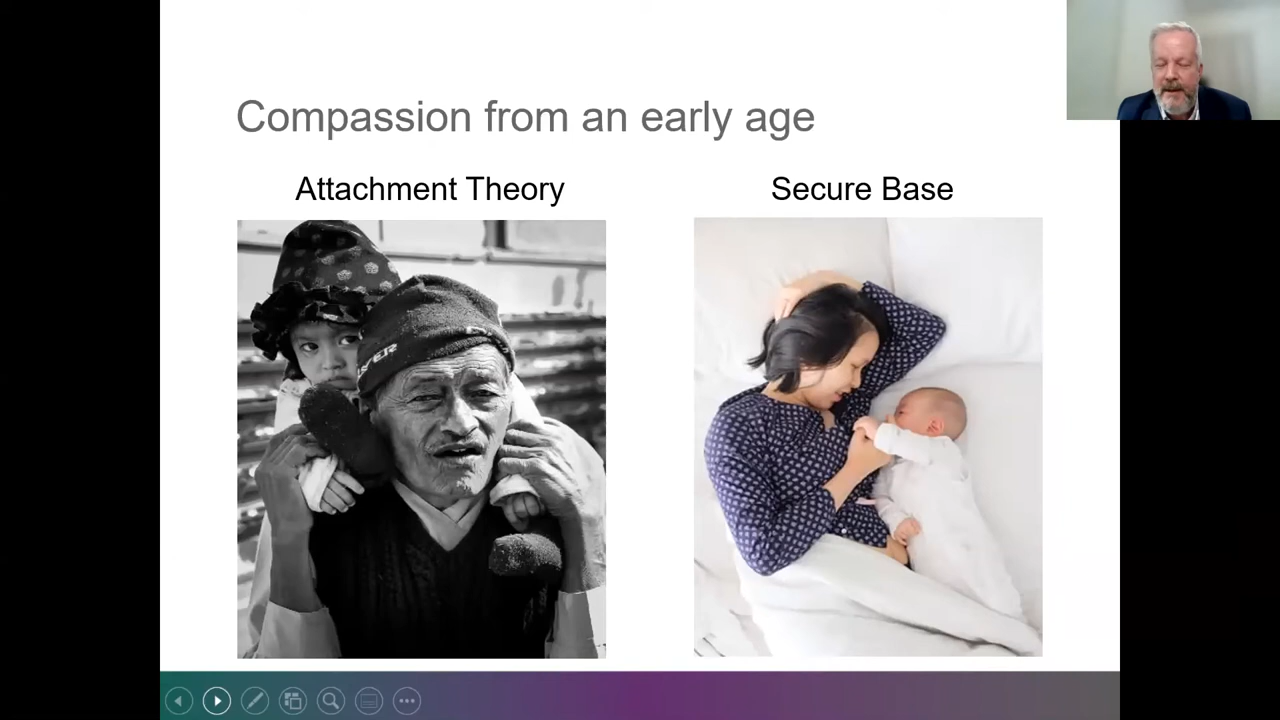 Compassion from an early age
Attachment Theory
Secure Base